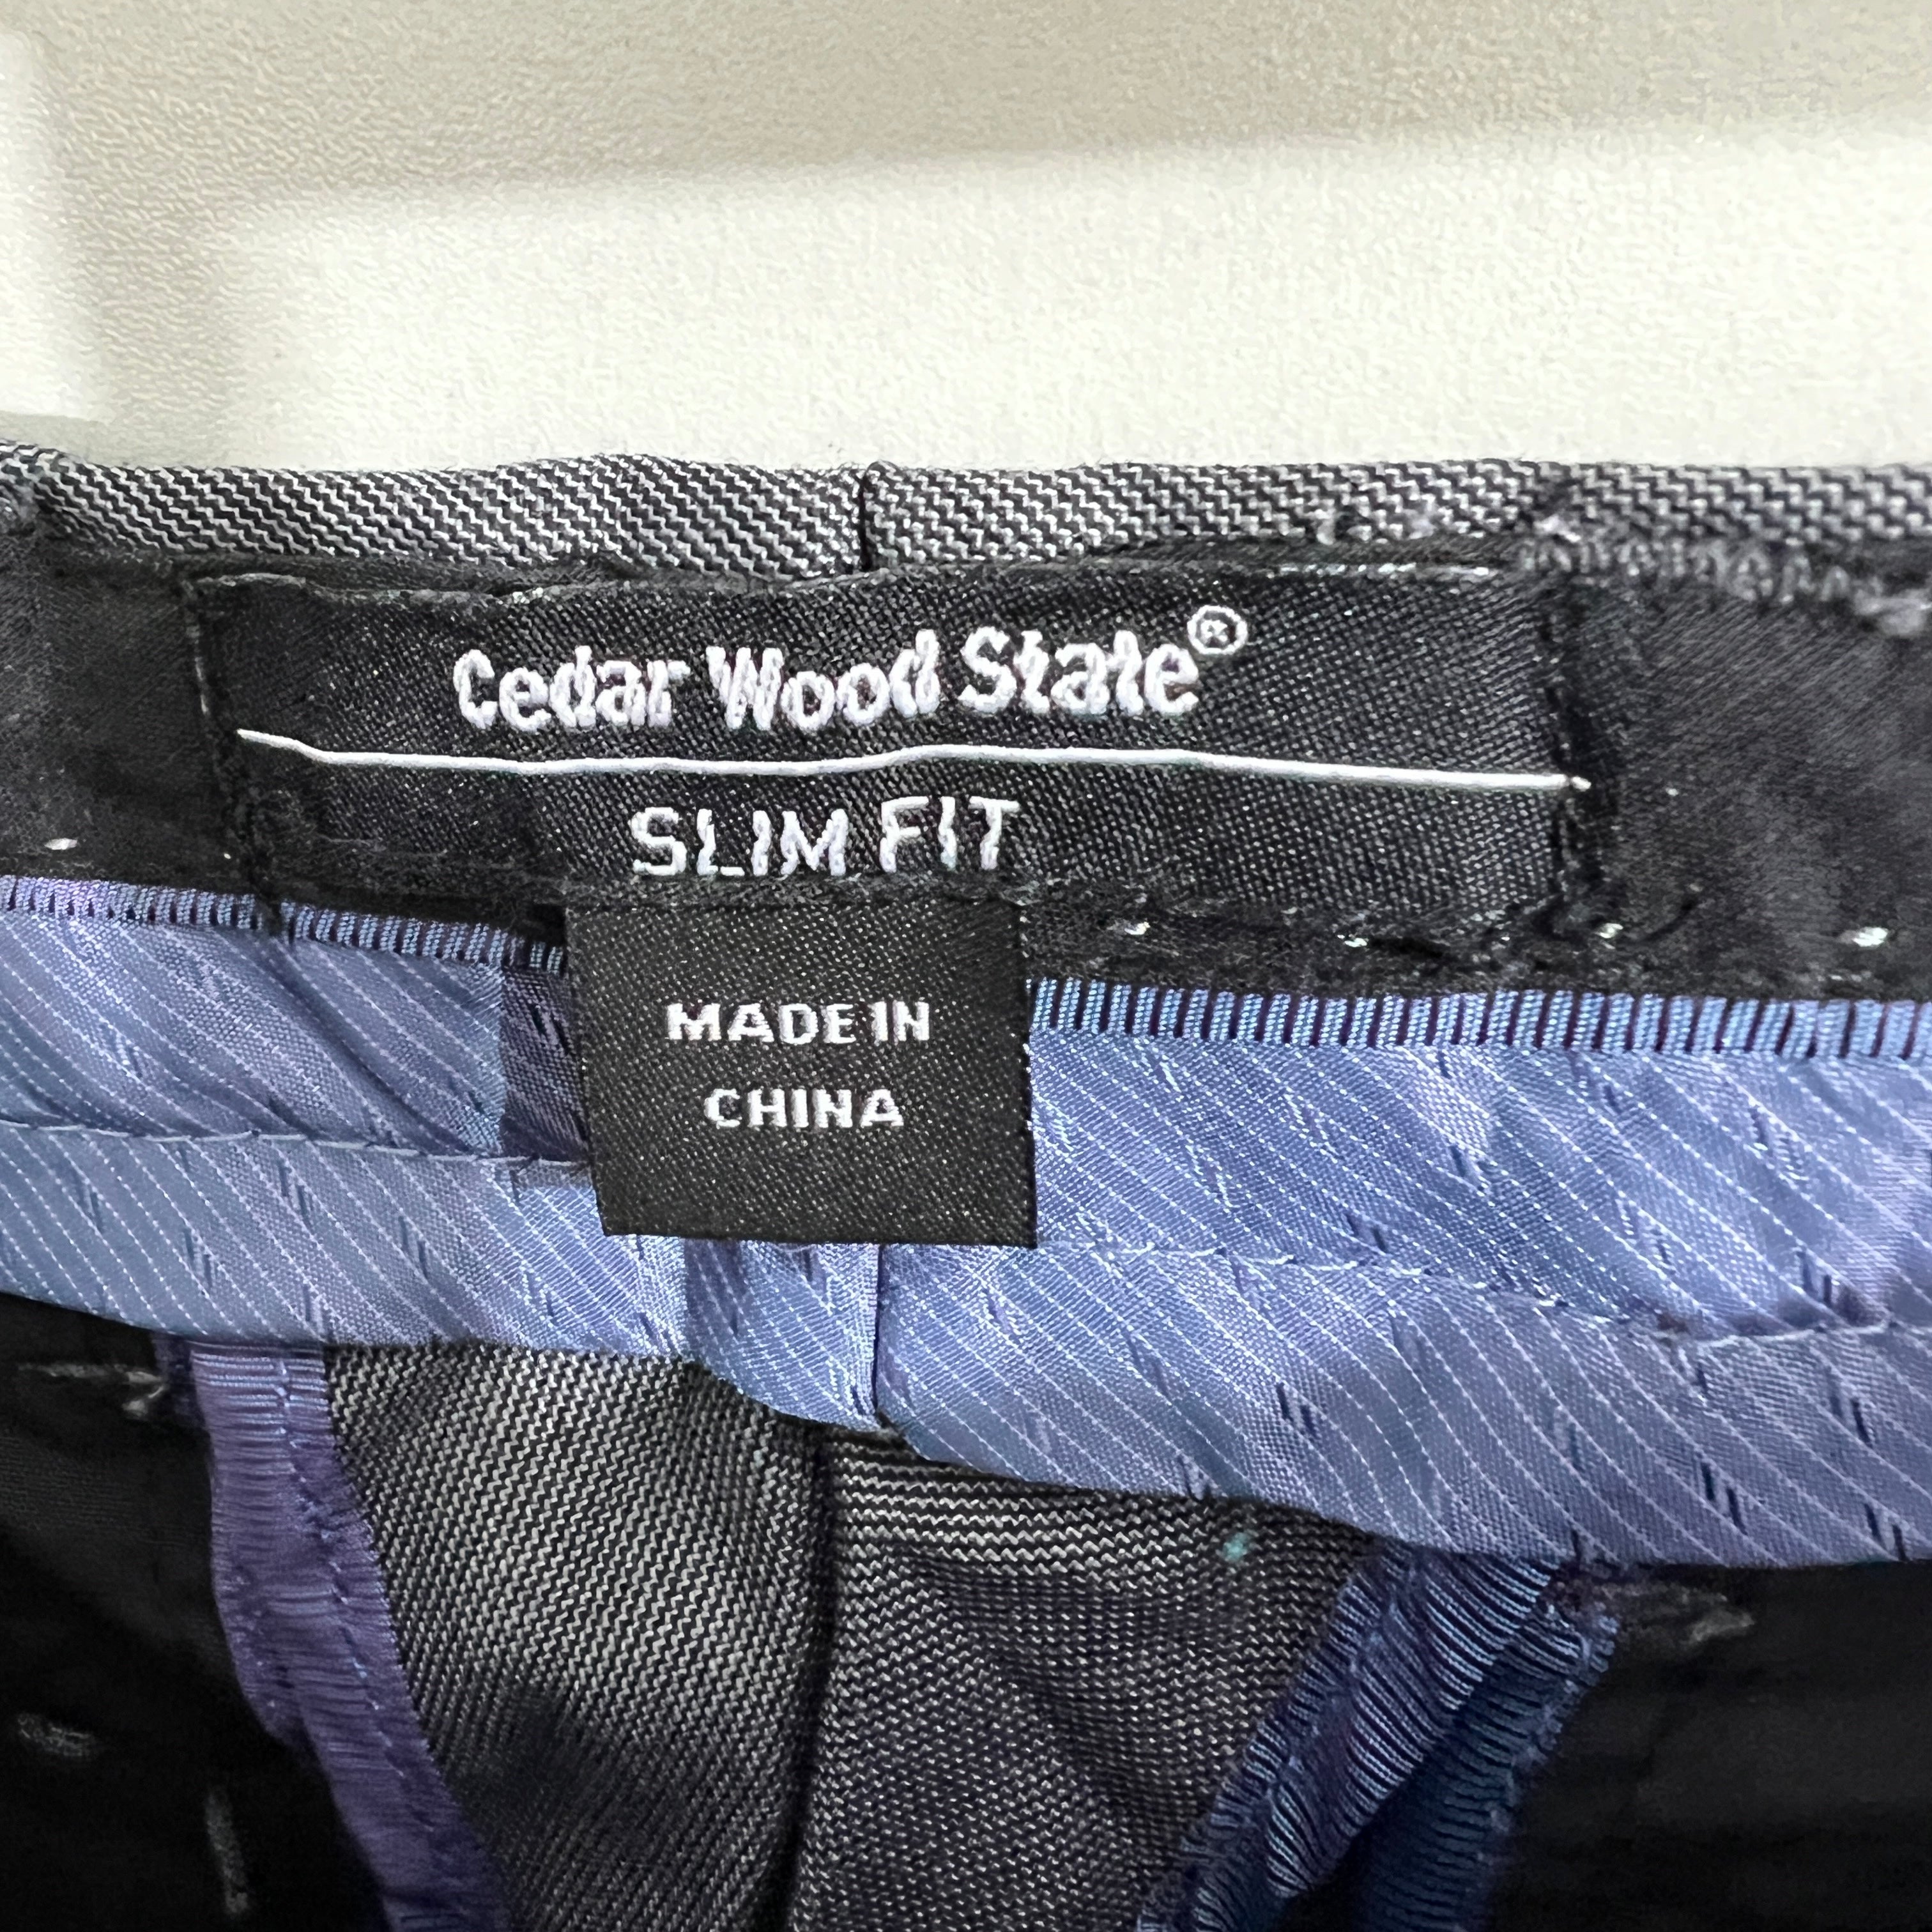 Cedar Wood State®
SLIM FIT
MADE IN
CHINA